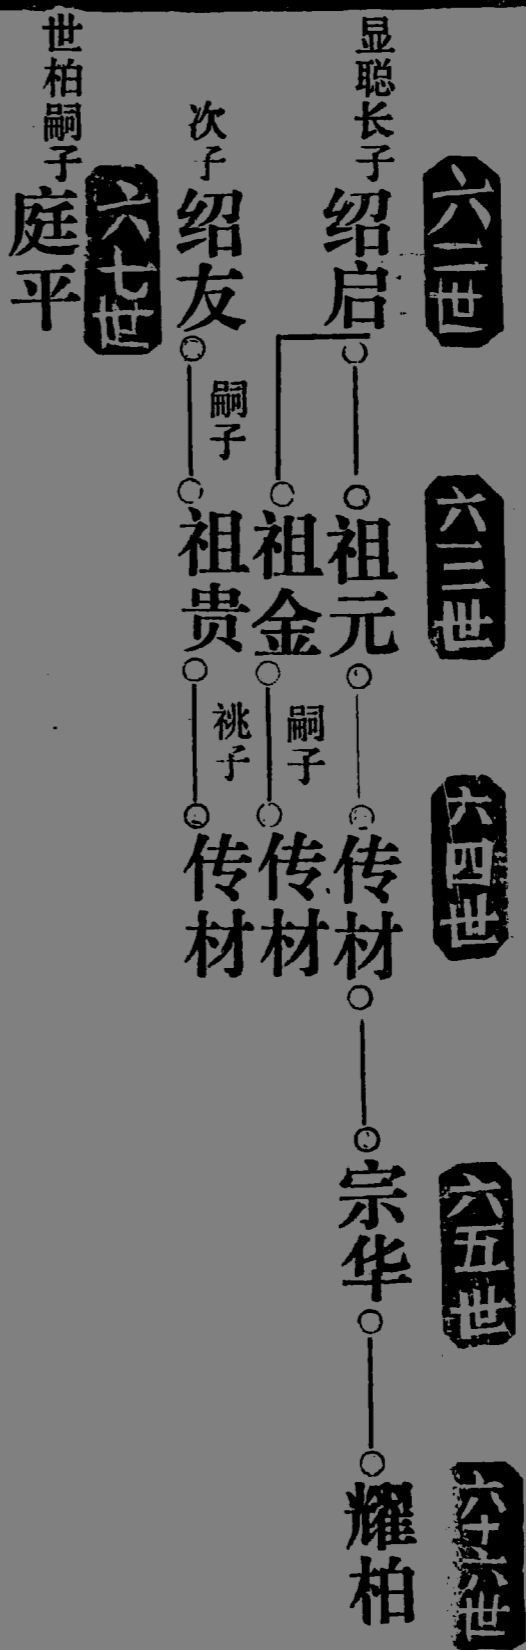 六二世
显聪长子
绍启
次子
绍友
六三世
祖元
祖金
嗣子
祖贵
六四世
传材
嗣子
传材
祧子
传材
六五世
宗华
六十六世
耀柏
六七世
世柏嗣子
庭平